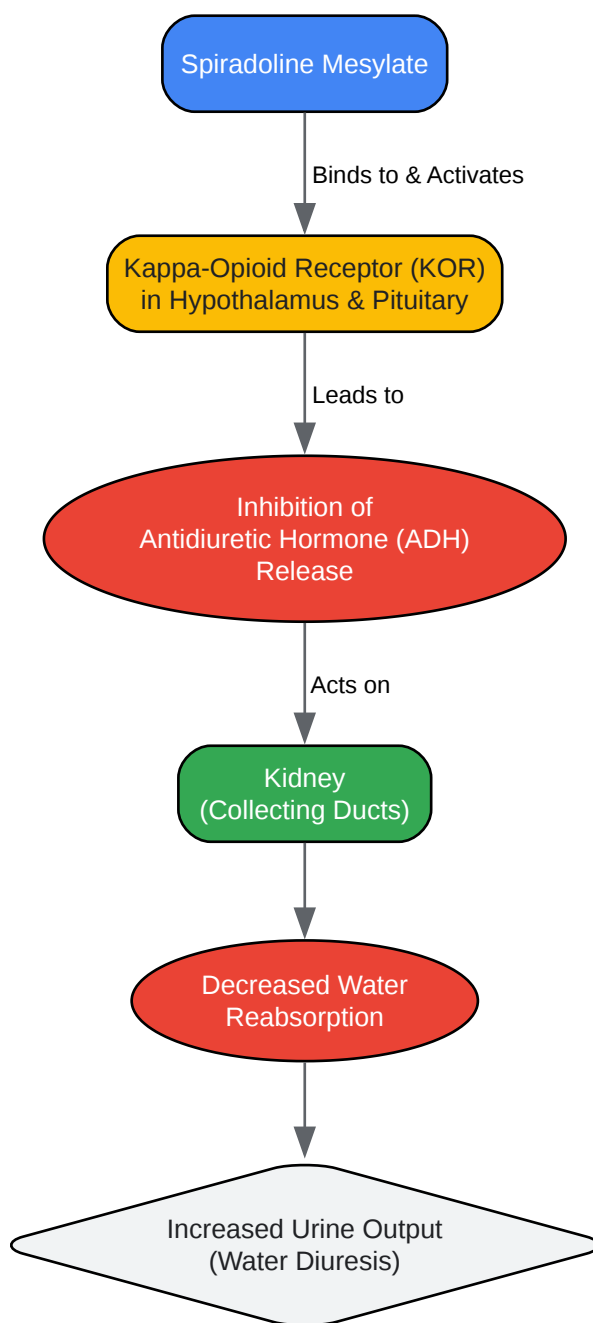 Spiradoline Mesylate
Binds to & Activates
Kappa-Opioid Receptor (KOR)
in Hypothalamus & Pituitary
Leads to
Inhibition of
Antidiuretic Hormone (ADH)
Release
Acts on
Kidney
(Collecting Ducts)
Decreased Water
Reabsorption
Increased Urine Output
(Water Diuresis)